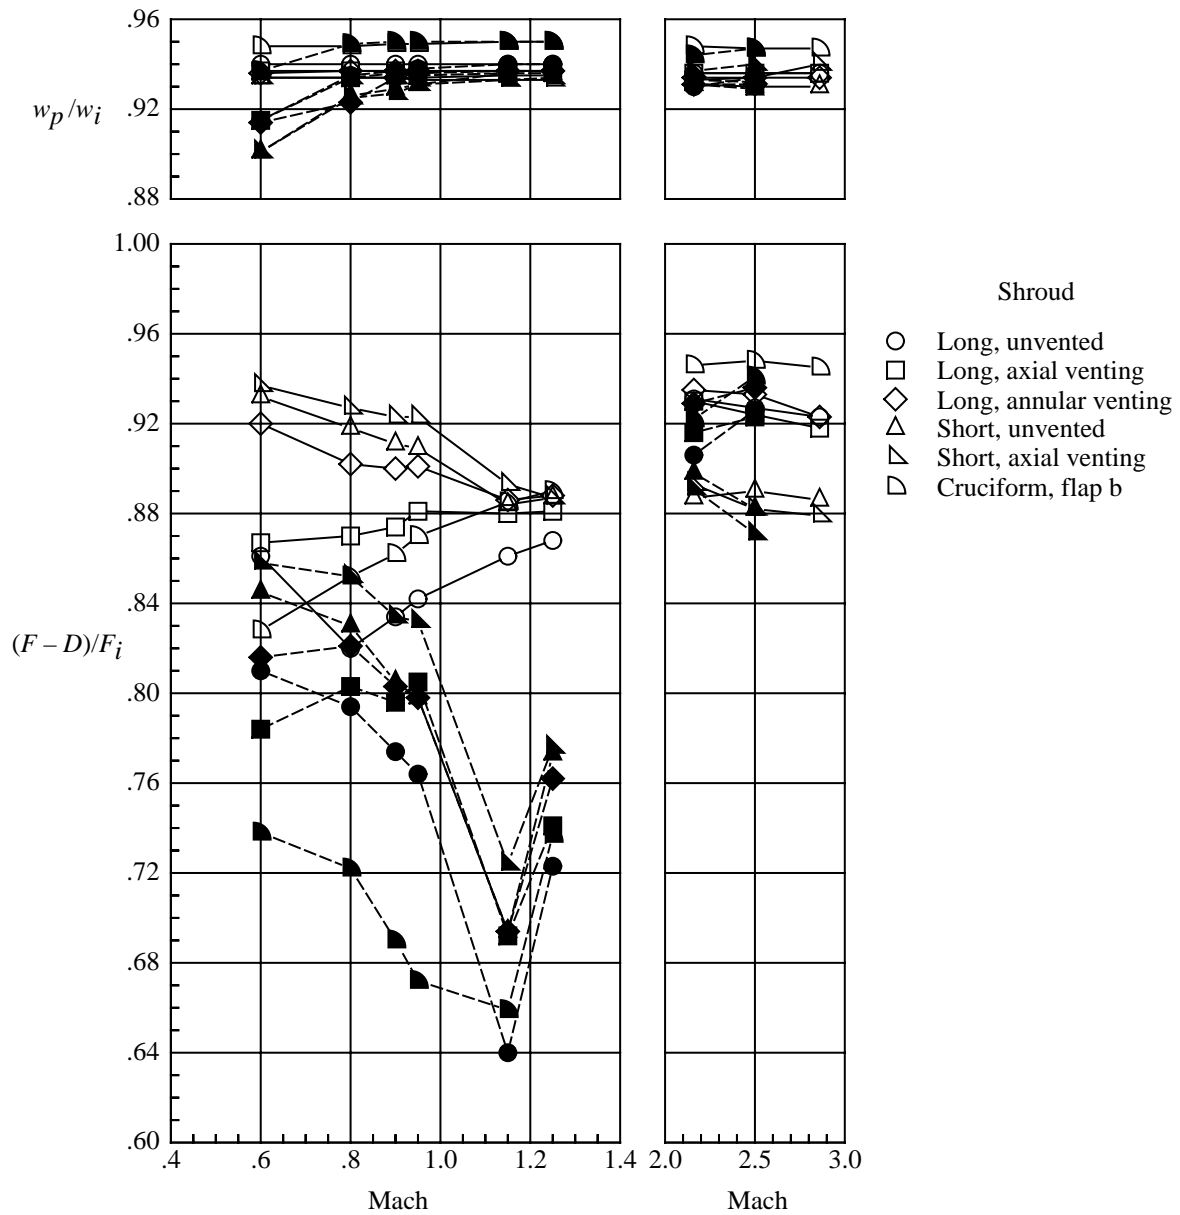 .96
.92
.88
w_p/w_i
1.00
.96
.92
.88
.84
.80
.76
.72
.68
.64
.60
(F – D)/F_i
.4 .6 .8 1.0 1.2 1.4
Mach
2.0 2.5 3.0
Mach
Shroud
Long, unvented
Long, axial venting
Long, annular venting
Short, unvented
Short, axial venting
Cruciform, flap b